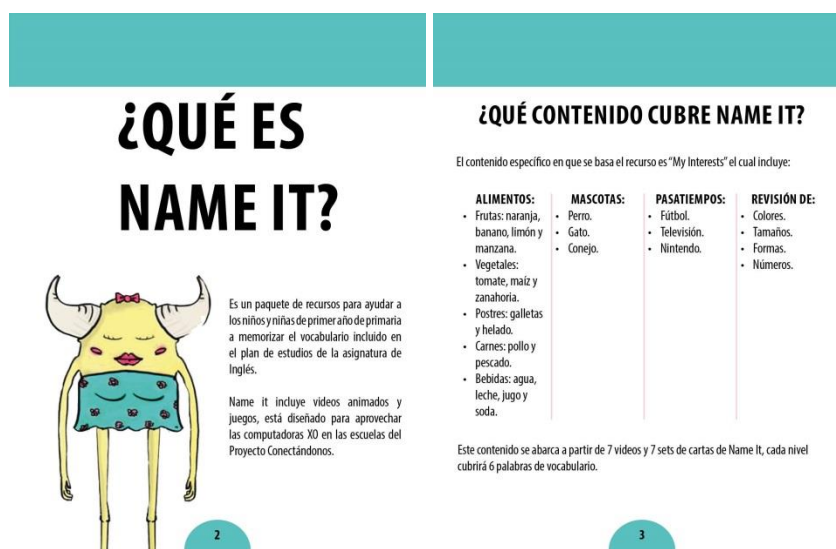 ¿QUÉ ES
NAME IT?
Es un paquete de recursos para ayudar a
los niños y niñas de primer año de primaria
a memorizar el vocabulario incluido en
el plan de estudios de la asignatura de
Inglés.
Name it incluye videos animados y
juegos, está diseñado para aprovechar
las computadoras XO en las escuelas del
Proyecto Conectándonos.
2
¿QUÉ CONTENIDO CUBRE NAME IT?
El contenido específico en que se basa el recurso es "My Interests" el cual incluye:
ALIMENTOS:
• Frutas: naranja,
banano, limón y
manzana.
• Vegetales:
tomate, maíz y
zanahoria.
• Postres: galletas
y helado.
• Carnes: pollo y
pescado.
• Bebidas: agua,
leche, jugo y
soda.
MASCOTAS:
• Perro.
• Gato.
• Conejo.
PASATIEMPOS:
• Fútbol.
• Televisión.
• Nintendo.
REVISIÓN DE:
• Colores.
• Tamaños.
• Formas.
• Números.
Este contenido se abarca a partir de 7 videos y 7 sets de cartas de Name It, cada nivel
cubrirá 6 palabras de vocabulario.
3